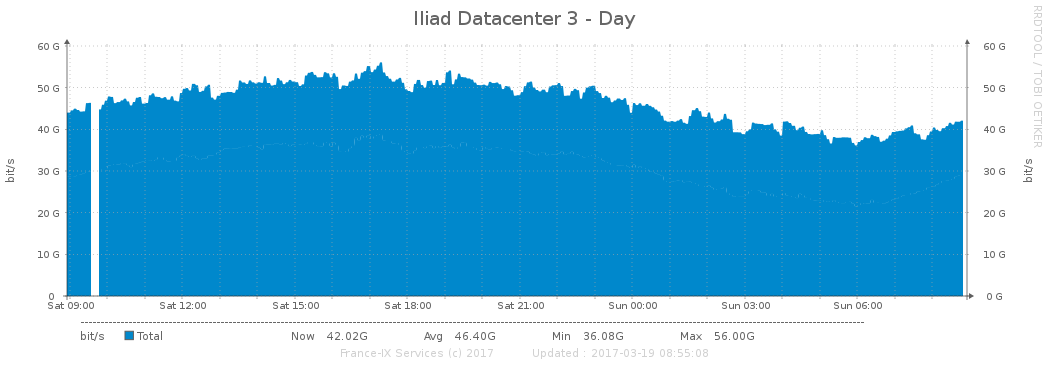 Iliad Datacenter 3 - Day
RRDTOOL / TOBI OETIKER
60 G 60 G
50 G 50 G
40 G 40 G
30 G 30 G
20 G 20 G
10 G 10 G
0 0 G
bit/s bit/s
Sat 09:00 Sat 12:00 Sat 15:00 Sat 18:00 Sat 21:00 Sun 00:00 Sun 03:00 Sun 06:00
bit/s Total Now 42.02G Avg 46.40G Min 36.08G Max 56.00G
France-IX Services (c) 2017 Updated : 2017-03-19 08:55:08